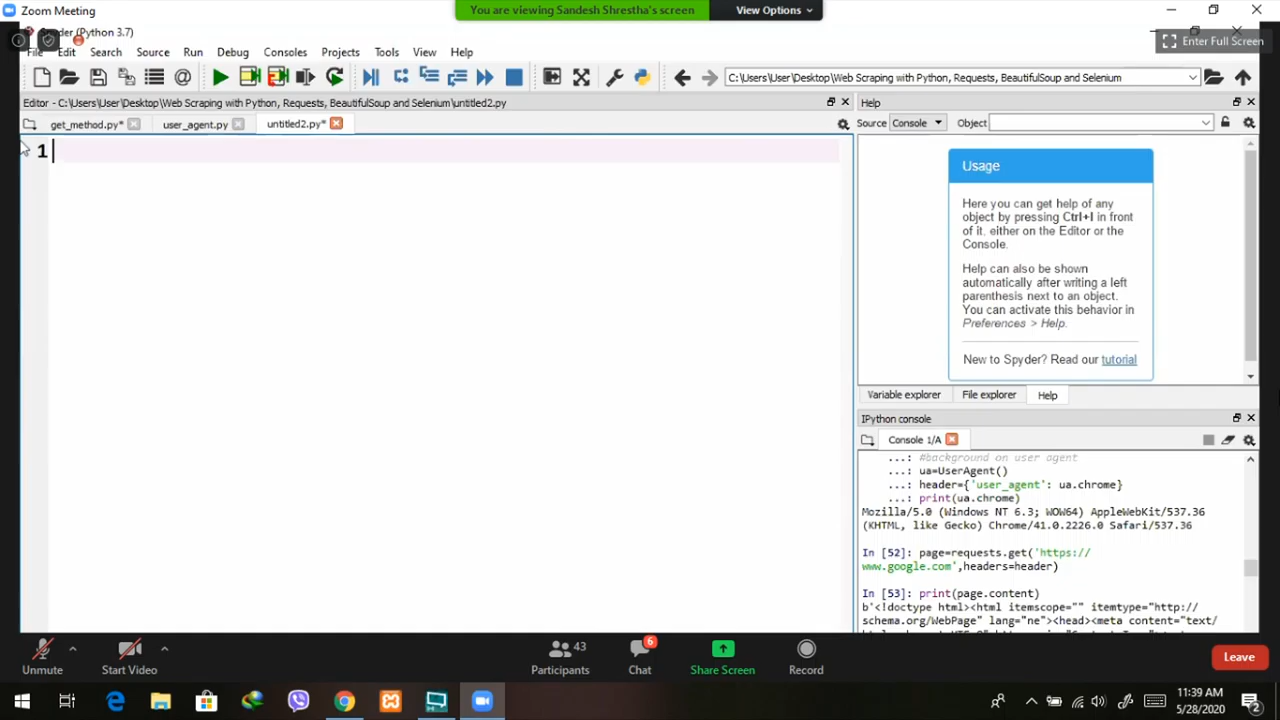 Zoom Meeting
You are viewing Sandesh Shrestha's screen
View Options
(Python 3.7)
Enter Full Screen
File Edit Search Source Run Debug Consoles Projects Tools View Help
C:\Users\User\Desktop\Web Scraping with Python, Requests, BeautifulSoup and Selenium
Editor - C:\Users\User\Desktop\Web Scraping with Python, Requests, BeautifulSoup and Selenium\untitled2.py
get_method.py*
user_agent.py
untitled2.py*
1
Help
Source Console Object
Usage
Here you can get help of any
object by pressing Ctrl+I in front
of it, either on the Editor or the
Console.
Help can also be shown
automatically after writing a left
parenthesis next to an object.
You can activate this behavior in
Preferences > Help.
New to Spyder? Read our tutorial
Variable explorer File explorer Help
IPython console
Console 1/A
...: #background on user agent
...: ua=UserAgent()
...: header={'user_agent': ua.chrome}
...: print(ua.chrome)
Mozilla/5.0 (Windows NT 6.3; WOW64) AppleWebKit/537.36
(KHTML, like Gecko) Chrome/41.0.2226.0 Safari/537.36
In [52]: page=requests.get('https://
www.google.com',headers=header)
In [53]: print(page.content)
b'<!doctype html><html itemscope="" itemtype="http://
schema.org/WebPage" lang="ne"><head><meta content="text/
Unmute
Start Video
43
Participants
6
Chat
Share Screen
Record
Leave
11:39 AM
5/28/2020
2